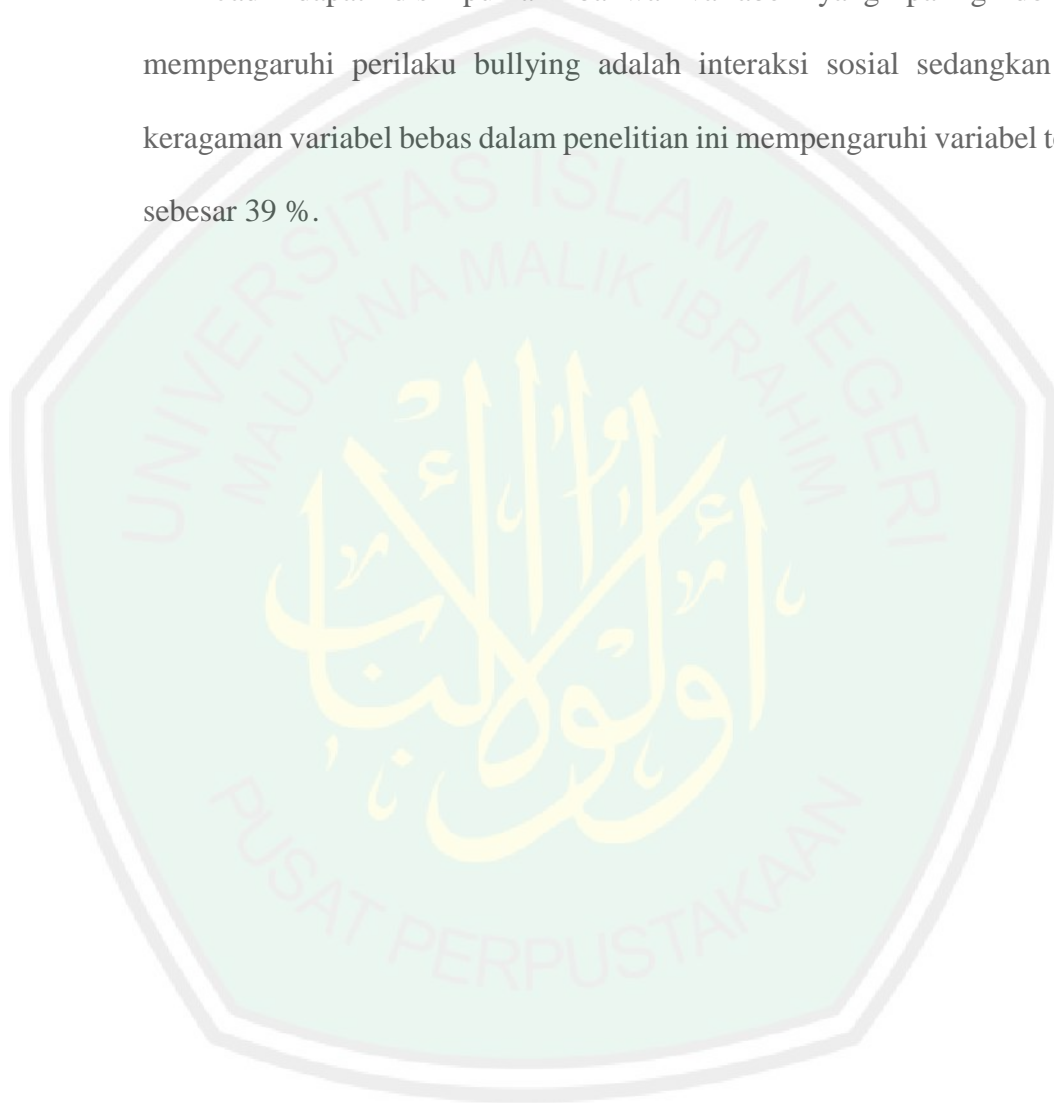 mempengaruhi perilaku bullying adalah interaksi sosial sedangkan
keragaman variabel bebas dalam penelitian ini mempengaruhi variabel
sebesar 39 %.
UNIVERSITAS ISLAM NEGERI
MAULANA MALIK IBRAHIM
أولوا الألباب
PUSAT PERPUSTAKAAN